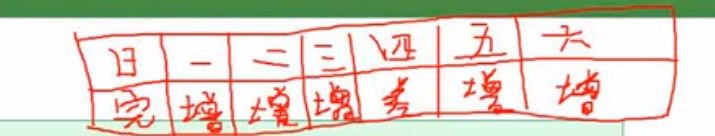 日 一 二 三 四 五 六
完 增 增 增 差 增 增